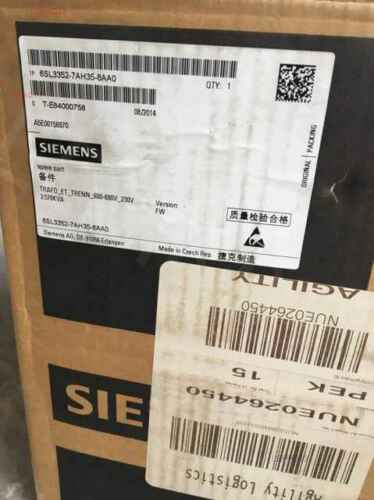 1P 6SL3352-7AH35-8AA0 QTY: 1
S T-E84000758 08/2014
A5E00156570
SIEMENS
spare part
备件
Version
FW
6SL3352-7AH35-8AA0
Siemens AG, DE-91056 Erlangen
Made in Czech Rep. 捷克制造
质量检验合格
ORIGINAL PACKING
AGILITY
NUE0264450
15
PEK
NUE0264450
Agility Logistics
SIE